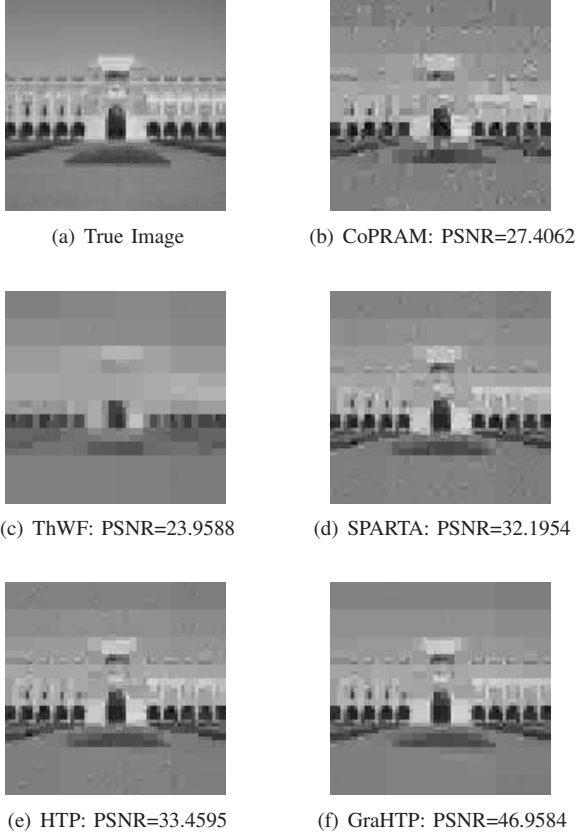 (a) True Image
(b) CoPRAM: PSNR=27.4062
(c) ThWF: PSNR=23.9588
(d) SPARTA: PSNR=32.1954
(e) HTP: PSNR=33.4595
(f) GraHTP: PSNR=46.9584